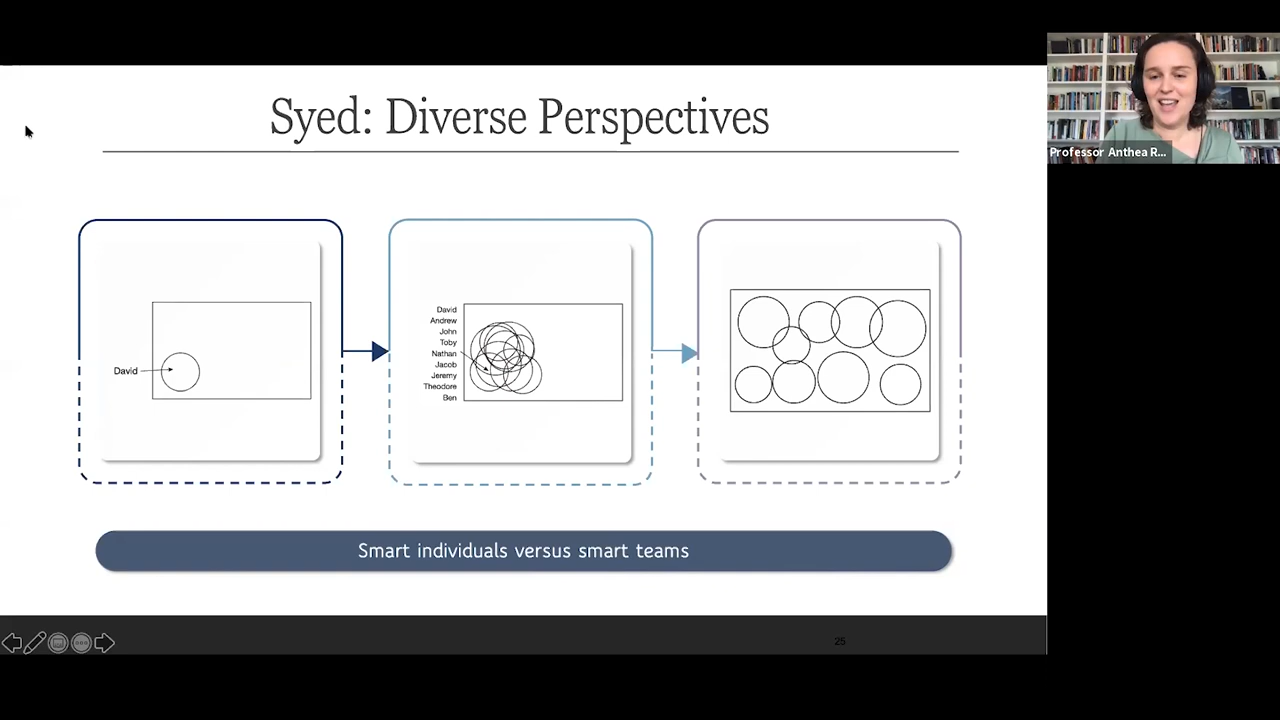 Syed: Diverse Perspectives
Professor Anthea R...
David
David
Andrew
John
Toby
Nathan
Jacob
Jeremy
Theodore
Ben
Smart individuals versus smart teams
25